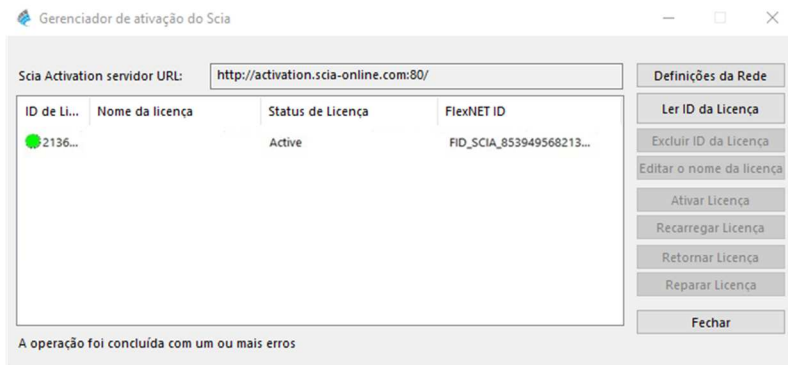 Gerenciador de ativação do Scia
Scia Activation servidor URL: http://activation.scia-online.com:80/ Definições da Rede
ID de Li... Nome da licença Status de Licença FlexNET ID Ler ID da Licença
2136... Active FID_SCIA_853949568213... Excluir ID da Licença
Editar o nome da licença
Ativar Licença
Recarregar Licença
Retornar Licença
Reparar Licença
Fechar
A operação foi concluída com um ou mais erros